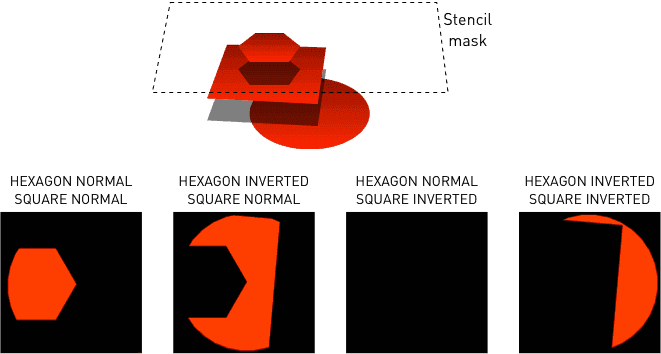 Stencil
mask
HEXAGON NORMAL
SQUARE NORMAL
HEXAGON INVERTED
SQUARE NORMAL
HEXAGON NORMAL
SQUARE INVERTED
HEXAGON INVERTED
SQUARE INVERTED